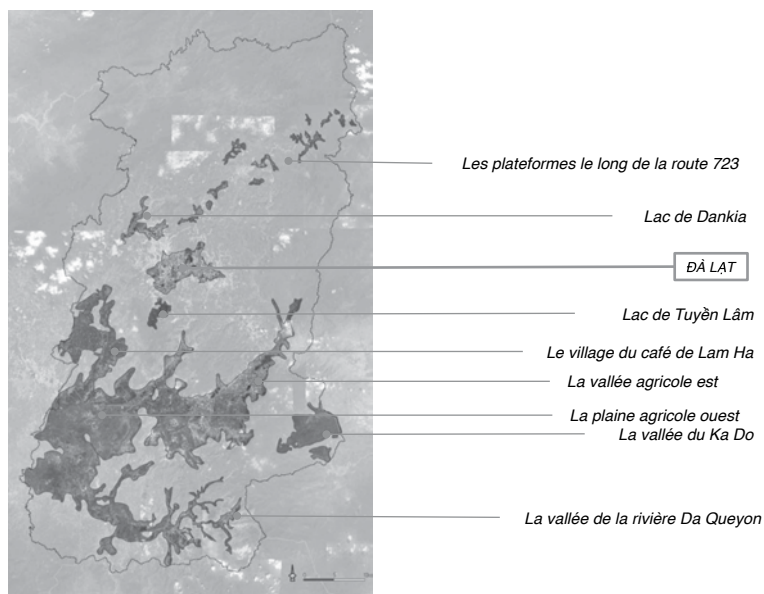 Les plateformes le long de la route 723
Lac de Dankia
ĐÀ LẠT
Lac de Tuyền Lâm
Le village du café de Lam Ha
La vallée agricole est
La plaine agricole ouest
La vallée du Ka Do
La vallée de la rivière Da Queyon